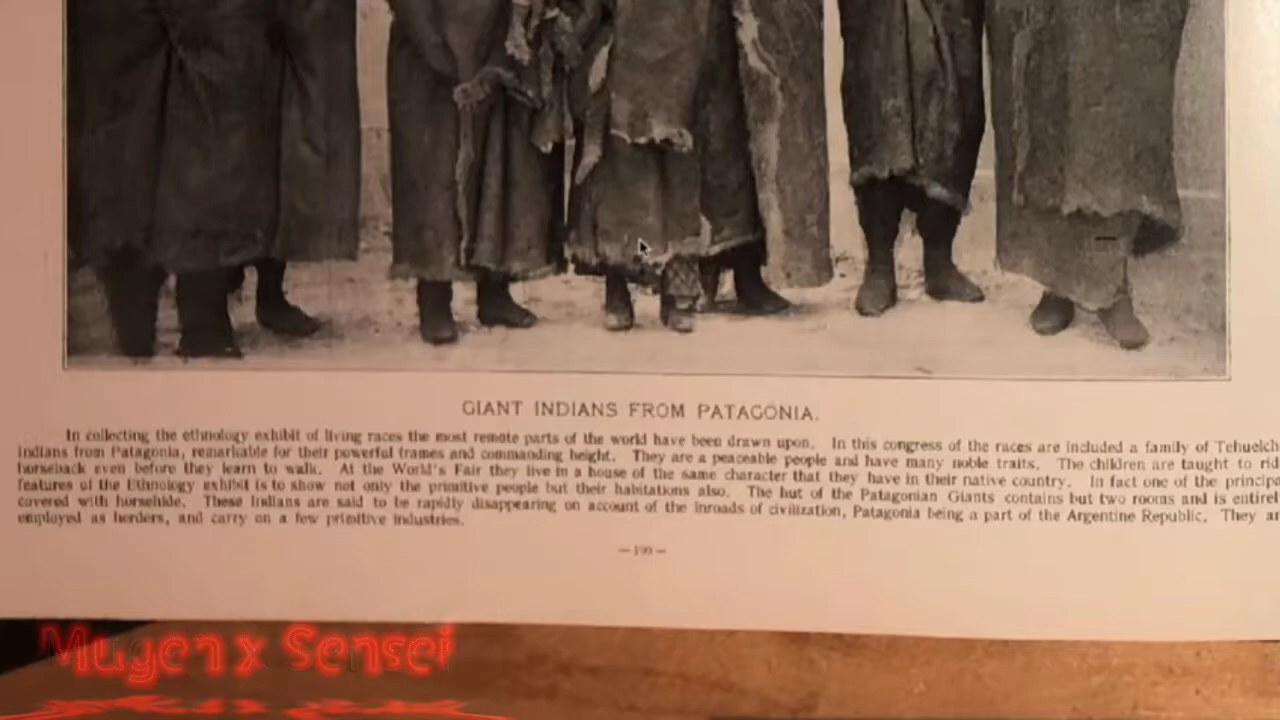 GIANT INDIANS FROM PATAGONIA.
In collecting the ethnology exhibit of living races the most remote parts of the world have been drawn upon. In this congress of the races are included a family of Tehuelch
Indians from Patagonia, remarkable for their powerful frames and commanding height. They are a peaceable people and have many noble traits. The children are taught to rid
horseback even before they learn to walk. At the World's Fair they live in a house of the same character that they have in their native country. In fact one of the principa
features of the Ethnology exhibit is to show not only the primitive people but their habitations also. The hut of the Patagonian Giants contains but two rooms and is entirel
covered with horsehide. These Indians are said to be rapidly disappearing on account of the inroads of civilization, Patagonia being a part of the Argentine Republic. They ar
employed as herders, and carry on a few primitive industries.
—190—
Mugen x Sensei